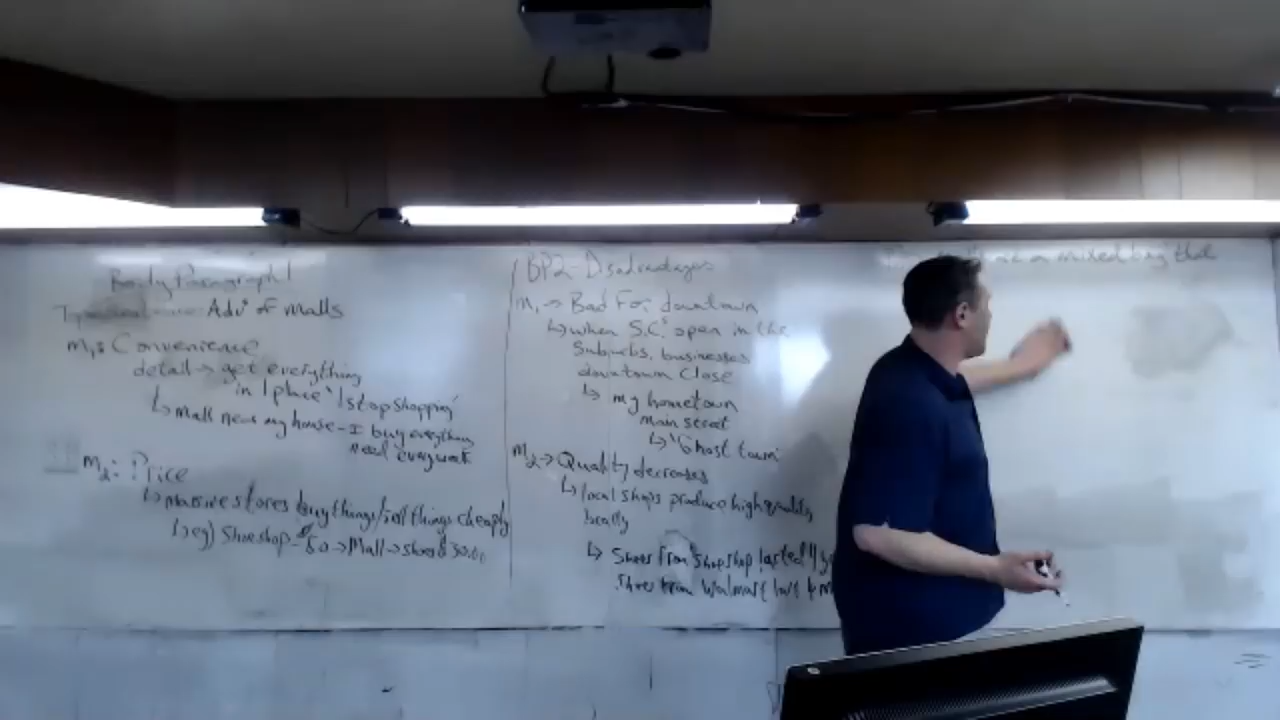 Body Paragraph 1
Adv of malls
M1: Convenience
detail → get everything
in 1 place '1 stop shopping'
↳ Mall near my house - I buy everything
need every week
M2: Price
↳ Massive stores buy things/sell things cheaply
↳ eg) Shoe shop - 60 → Mall → shoes
BP2 - Disadvantages
M1 → Bad For downtown
↳ when S.C.s open in the
Suburbs, businesses
downtown close
↳ my hometown
main street
↳ 'Ghost town'
M2 → Quality decreases
↳ local shops produce high quality
locally
↳ Shoes from shop lasted 4
Shoes from Walmart last 4 m
a mixed bag that